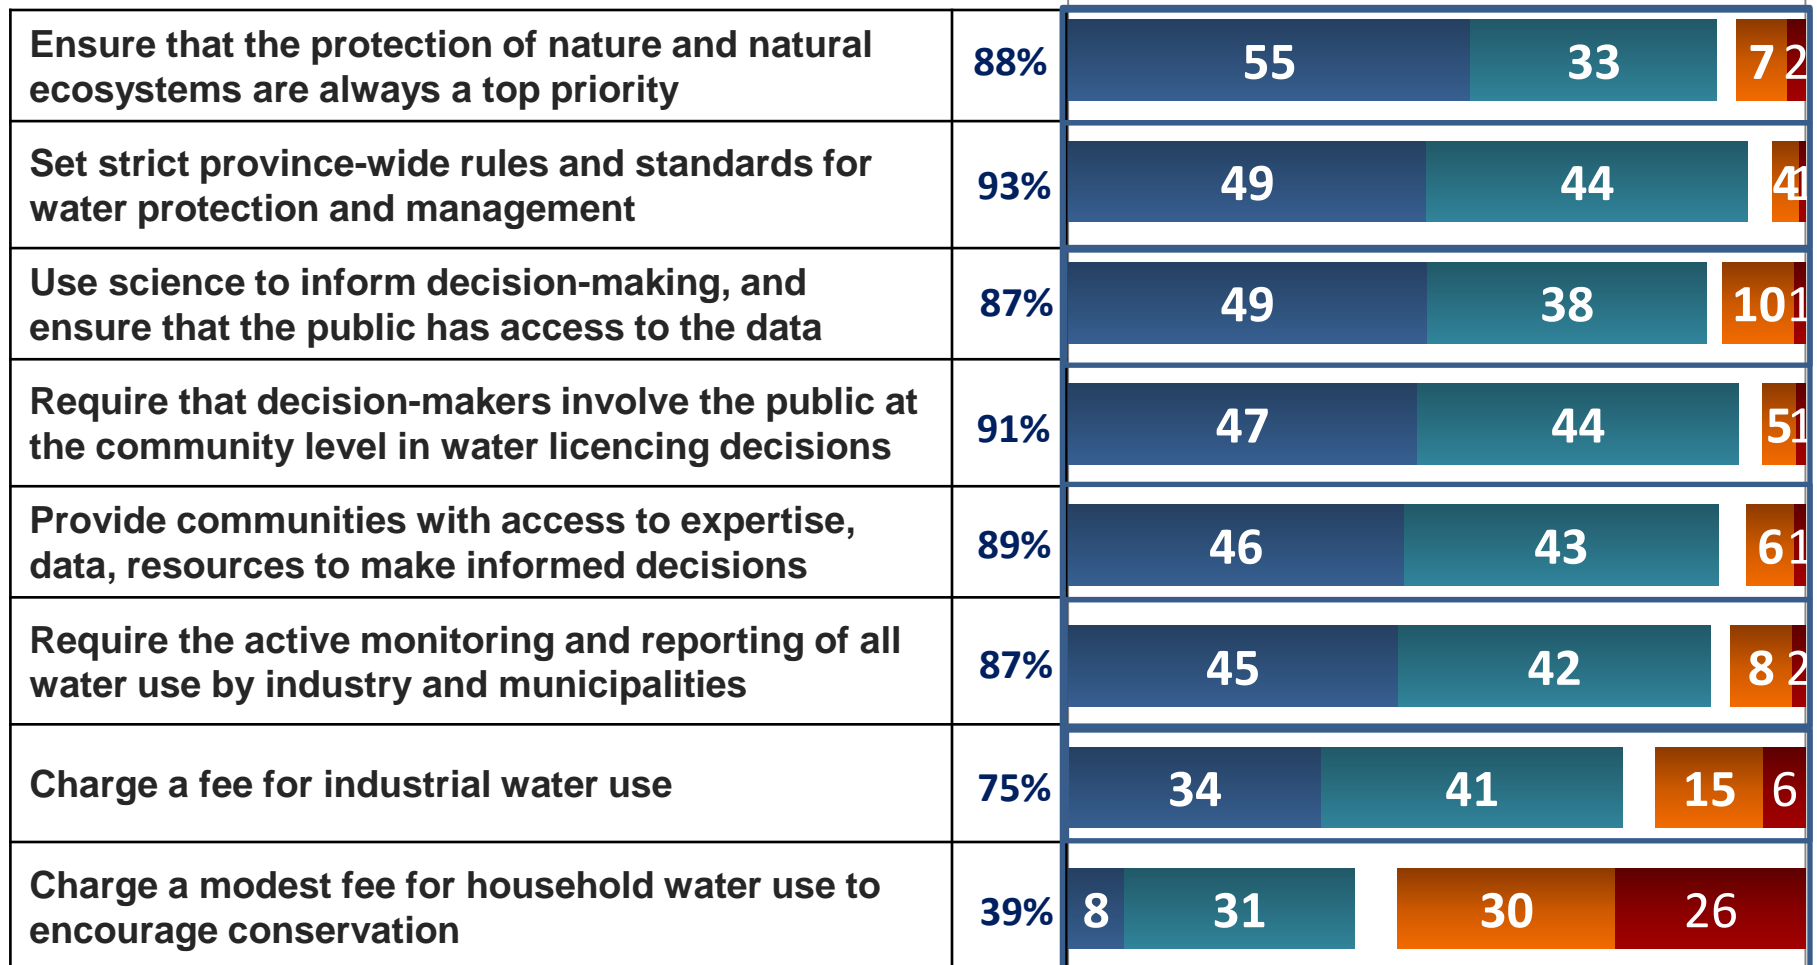 Ensure that the protection of nature and natural
ecosystems are always a top priority
88%
55 33 7 2
Set strict province-wide rules and standards for
water protection and management
93%
49 44 4 1
Use science to inform decision-making, and
ensure that the public has access to the data
87%
49 38 10 1
Require that decision-makers involve the public at
the community level in water licencing decisions
91%
47 44 5 1
Provide communities with access to expertise,
data, resources to make informed decisions
89%
46 43 6 1
Require the active monitoring and reporting of all
water use by industry and municipalities
87%
45 42 8 2
Charge a fee for industrial water use
75%
34 41 15 6
Charge a modest fee for household water use to
encourage conservation
39%
8 31 30 26